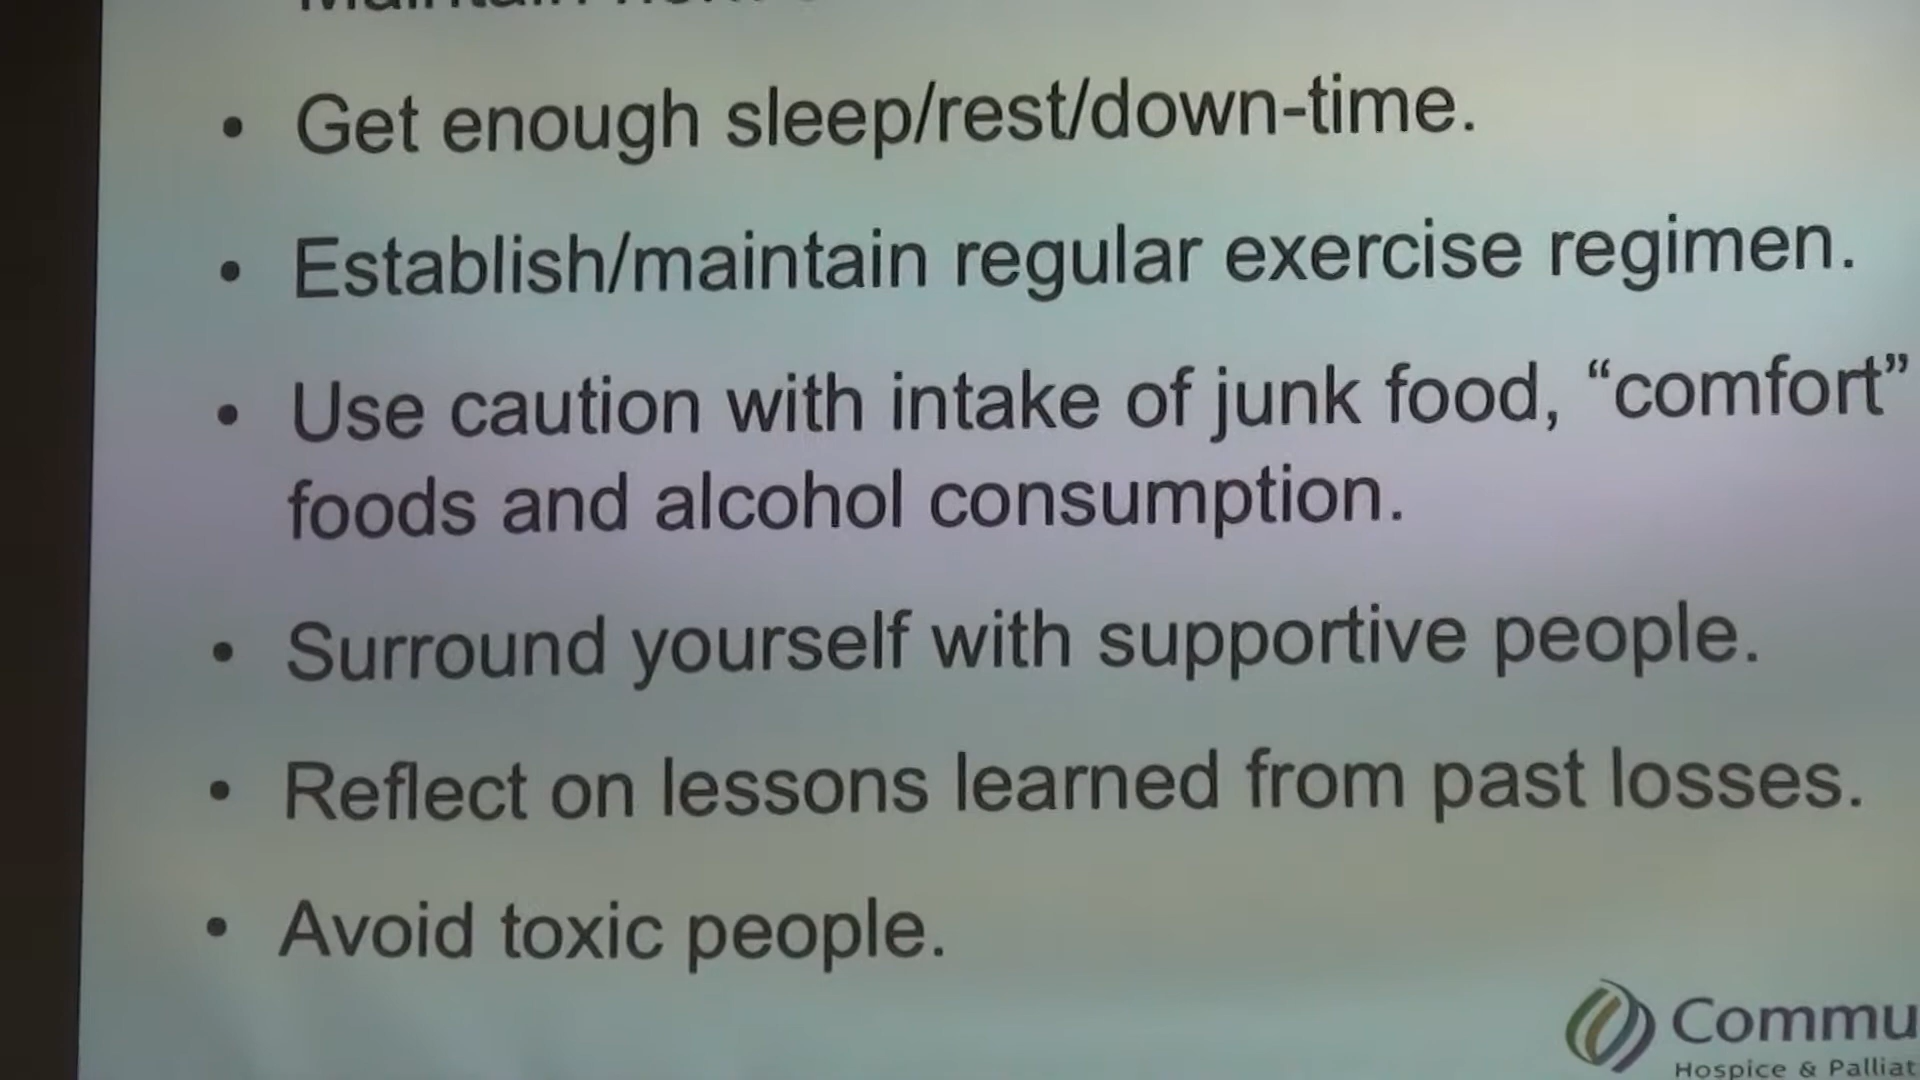 • Get enough sleep/rest/down-time.
• Establish/maintain regular exercise regimen.
• Use caution with intake of junk food, “comfort”
foods and alcohol consumption.
• Surround yourself with supportive people.
• Reflect on lessons learned from past losses.
• Avoid toxic people.
Commu
Hospice & Palliat